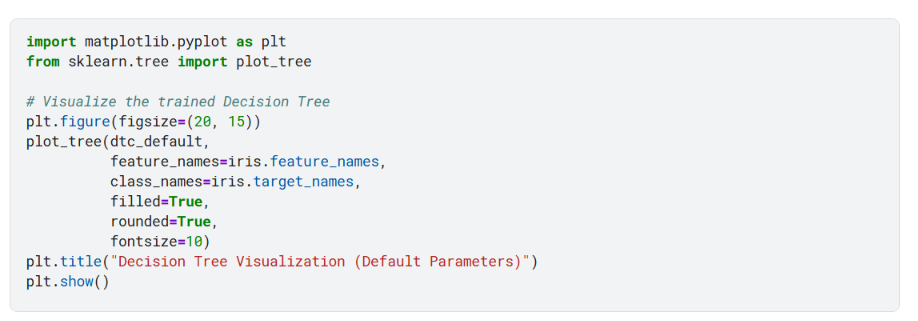 import matplotlib.pyplot as plt
from sklearn.tree import plot_tree

# Visualize the trained Decision Tree
plt.figure(figsize=(20, 15))
plot_tree(dtc_default,
          feature_names=iris.feature_names,
          class_names=iris.target_names,
          filled=True,
          rounded=True,
          fontsize=10)
plt.title("Decision Tree Visualization (Default Parameters)")
plt.show()